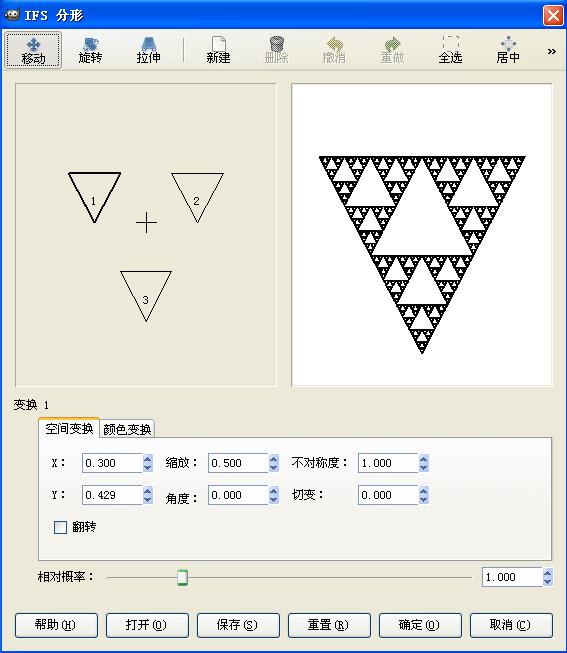 IFS 分形
移动 旋转 拉伸 新建 删除 撤消 重做 全选 居中 »
1 2
3
变换 1
空间变换 颜色变换
X： 0.300 缩放： 0.500 不对称度： 1.000
Y： 0.429 角度： 0.000 切变： 0.000
翻转
相对概率： 1.000
帮助(H) 打开(O) 保存(S) 重置(R) 确定(O) 取消(C)